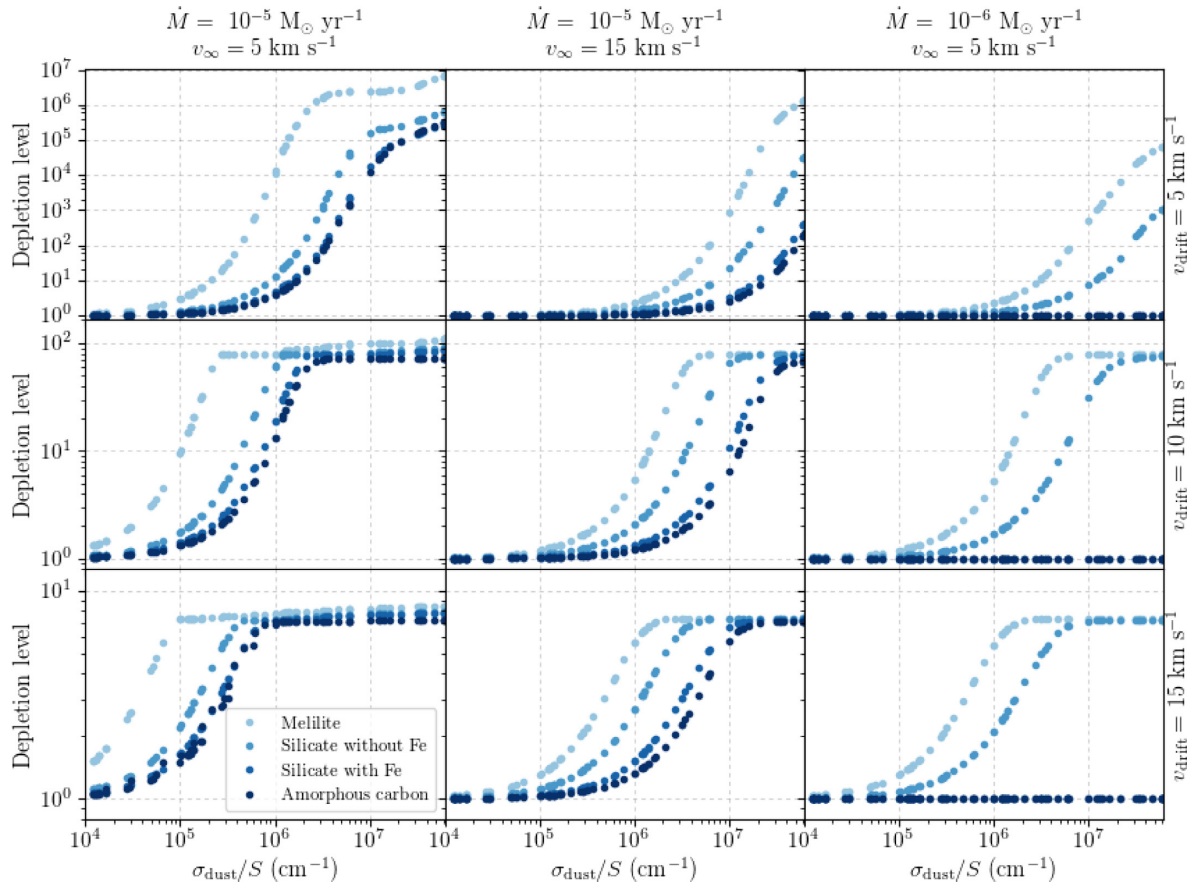 Ṁ = 10⁻⁵ M⊙ yr⁻¹
v∞ = 5 km s⁻¹
Ṁ = 10⁻⁵ M⊙ yr⁻¹
v∞ = 15 km s⁻¹
Ṁ = 10⁻⁶ M⊙ yr⁻¹
v∞ = 5 km s⁻¹
Depletion level
10⁷
10⁶
10⁵
10⁴
10³
10²
10¹
10⁰
v_drift = 5 km s⁻¹
Depletion level
10²
10¹
10⁰
v_drift = 10 km s⁻¹
Depletion level
10¹
10⁰
v_drift = 15 km s⁻¹
Melilite
Silicate without Fe
Silicate with Fe
Amorphous carbon
10⁴ 10⁵ 10⁶ 10⁷ 10⁴ 10⁵ 10⁶ 10⁷ 10⁴ 10⁵ 10⁶ 10⁷
σ_dust/S (cm⁻¹)
σ_dust/S (cm⁻¹)
σ_dust/S (cm⁻¹)